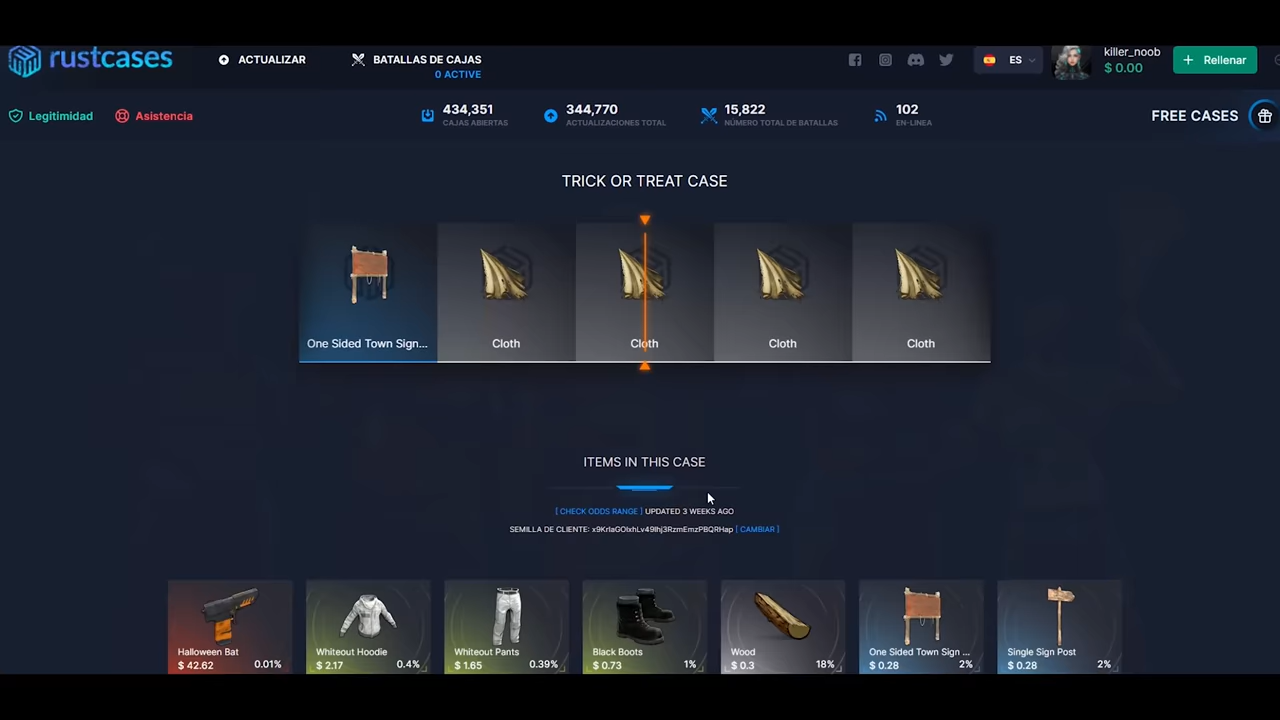 rustcases ACTUALIZAR BATALLAS DE CAJAS 0 ACTIVE ES killer_noob $ 0.00 Rellenar
Legitimidad Asistencia 434,351 CAJAS ABIERTAS 344,770 ACTUALIZACIONES TOTAL 15,822 NÚMERO TOTAL DE BATALLAS 102 EN-LINEA FREE CASES
TRICK OR TREAT CASE
One Sided Town Sign... Cloth Cloth Cloth Cloth
ITEMS IN THIS CASE
[ CHECK ODDS RANGE ] UPDATED 3 WEEKS AGO
SEMILLA DE CLIENTE: [ CAMBIAR ]
Halloween Bat Whiteout Hoodie Whiteout Pants Black Boots Wood One Sided Town Sign ... Single Sign Post
$ 42.62 0.01% $ 2.17 0.4% $ 1.65 0.39% $ 0.73 1% $ 0.3 18% $ 0.28 2% $ 0.28 2%